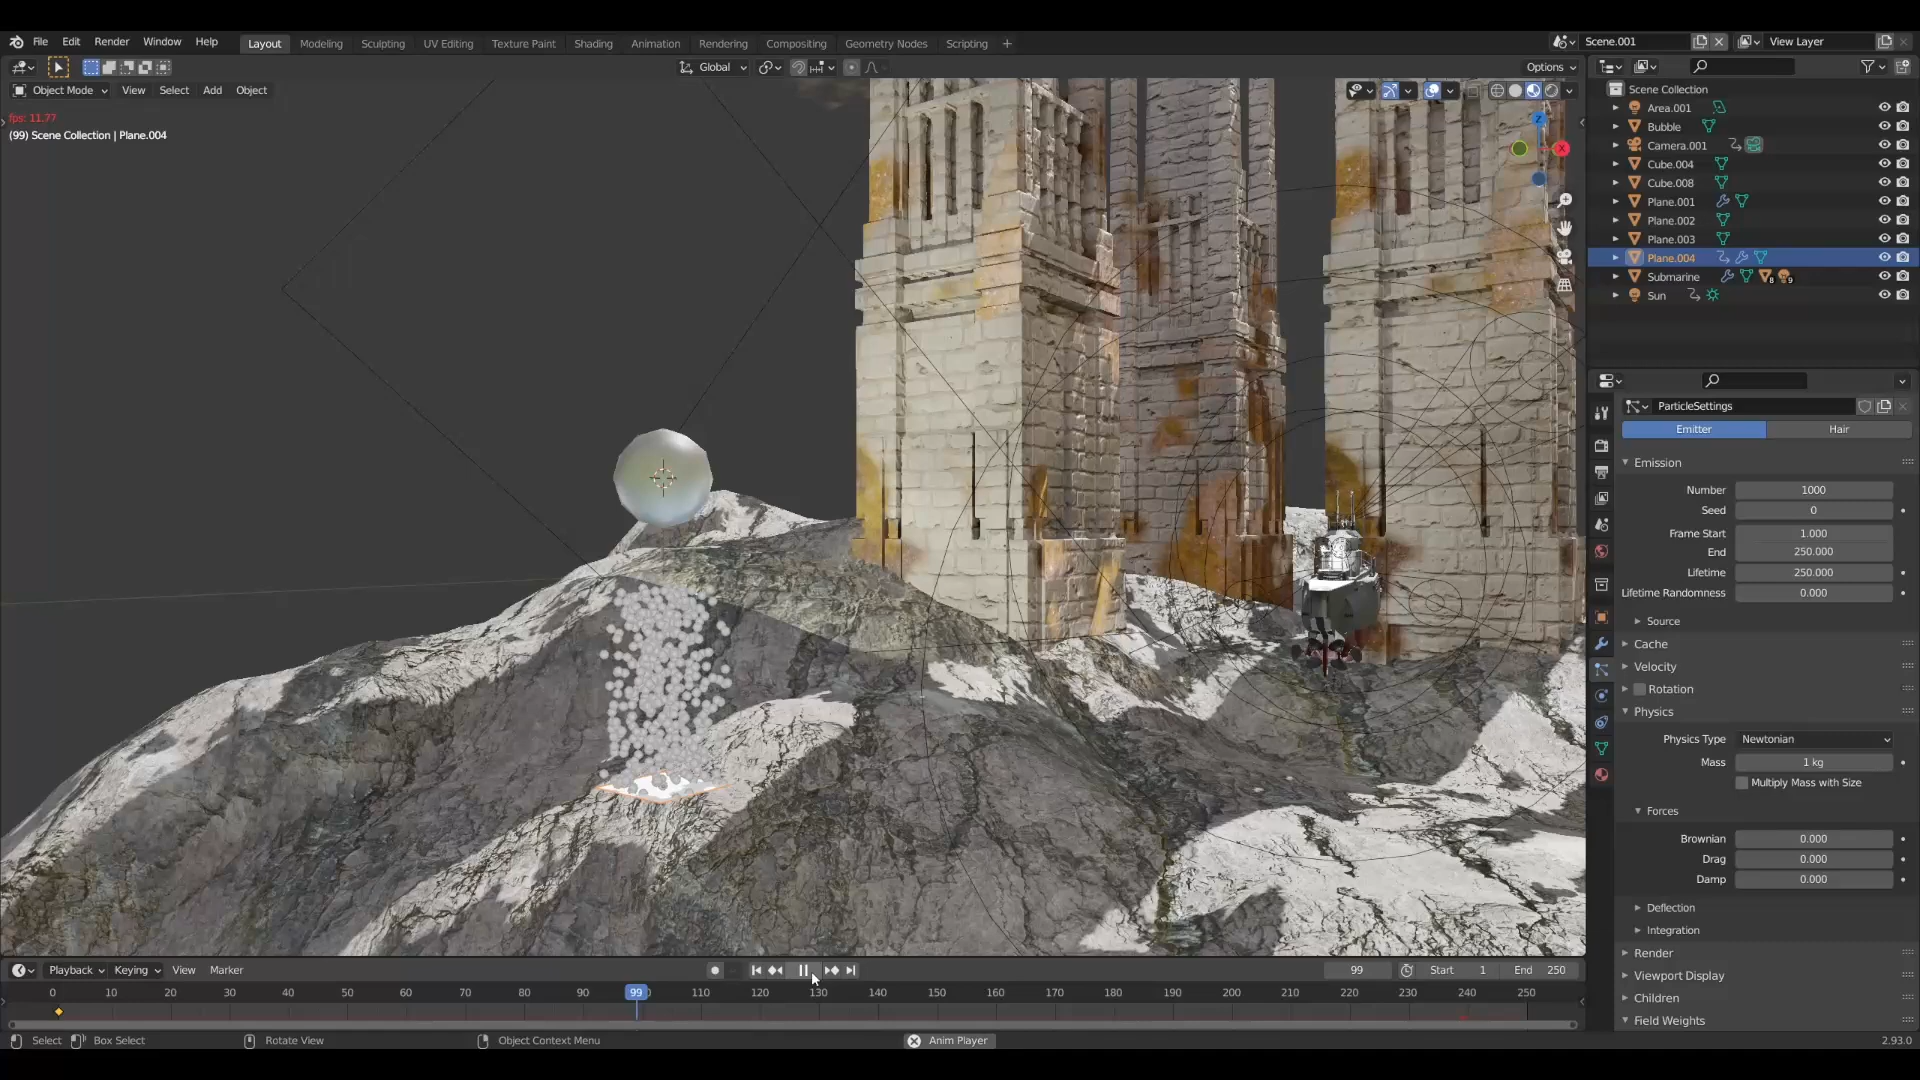 File Edit Render Window Help Layout Modeling Sculpting UV Editing Texture Paint Shading Animation Rendering Compositing Geometry Nodes Scripting + Scene.001 View Layer
Global Options
Object Mode View Select Add Object
fps: 11.77
(99) Scene Collection | Plane.004
Z
X
Scene Collection
Area.001
Bubble
Camera.001
Cube.004
Cube.008
Plane.001
Plane.002
Plane.003
Plane.004
Submarine 8 9
Sun
ParticleSettings
Emitter Hair
Emission
Number 1000
Seed 0
Frame Start 1.000
End 250.000
Lifetime 250.000
Lifetime Randomness 0.000
Source
Cache
Velocity
Rotation
Physics
Physics Type Newtonian
Mass 1 kg
Multiply Mass with Size
Forces
Brownian 0.000
Drag 0.000
Damp 0.000
Deflection
Integration
Render
Viewport Display
Children
Field Weights
Playback Keying View Marker 99 Start 1 End 250
0 10 20 30 40 50 60 70 80 90 99 110 120 130 140 150 160 170 180 190 200 210 220 230 240 250
Select Box Select Rotate View Object Context Menu Anim Player 2.93.0